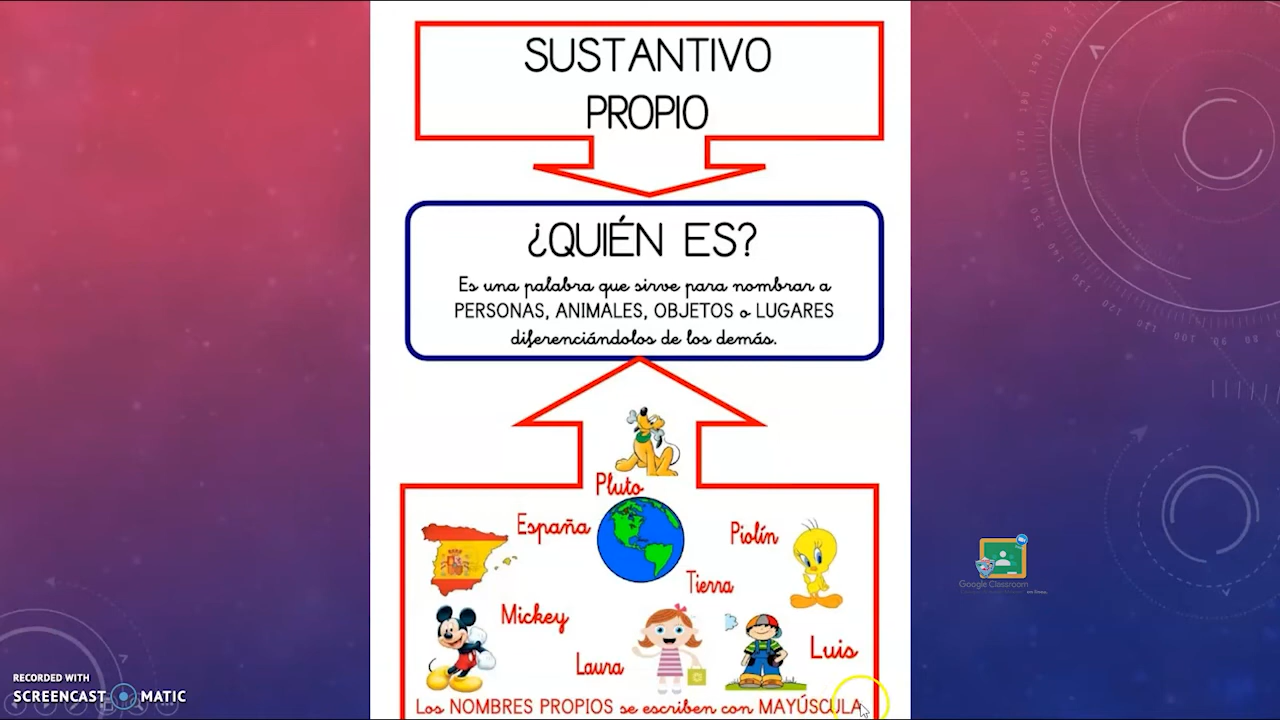 SUSTANTIVO
PROPIO
¿QUIÉN ES?
Es una palabra que sirve para nombrar a
PERSONAS, ANIMALES, OBJETOS o LUGARES
diferenciándolos de los demás.
Pluto
España
Piolín
Tierra
Mickey
Laura
Luis
Los NOMBRES PROPIOS se escriben con MAYÚSCULA
Google Classroom
RECORDED WITH
SCREENCAST MATIC